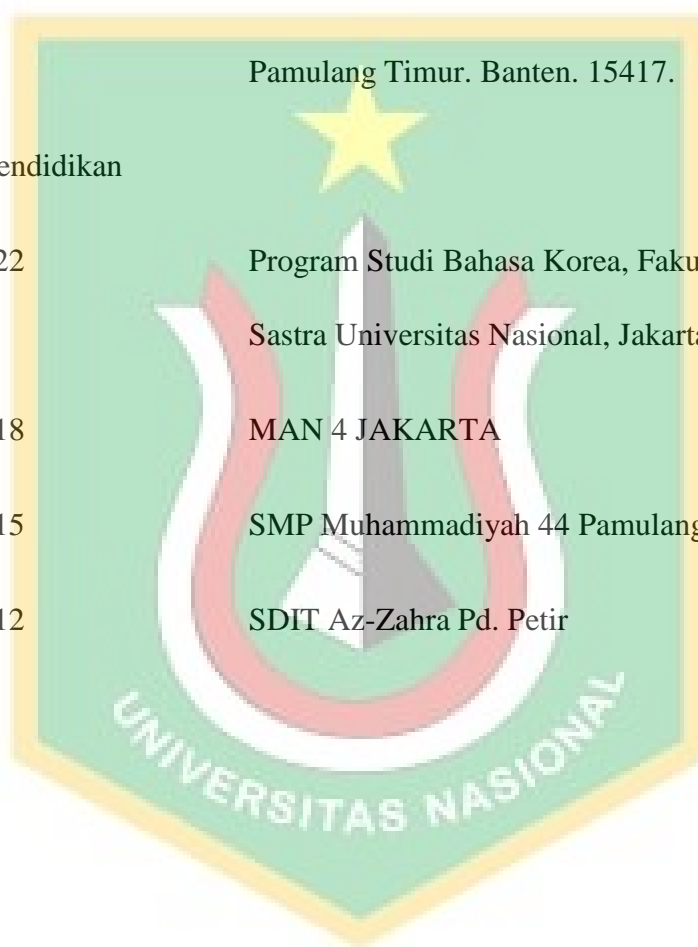 Pamulang Timur. Banten. 15417.
endidikan
22 Program Studi Bahasa Korea, Faku
Sastra Universitas Nasional, Jakarta
18 MAN 4 JAKARTA
15 SMP Muhammadiyah 44 Pamulang
12 SDIT Az-Zahra Pd. Petir
UNIVERSITAS NASIONAL